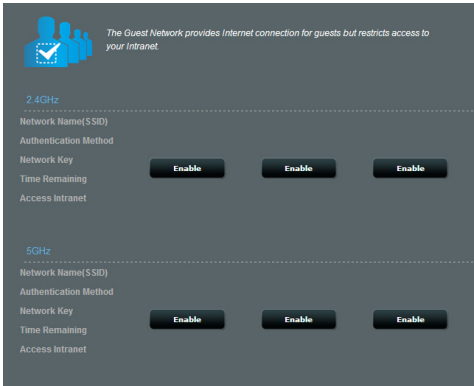 The Guest Network provides Internet connection for guests but restricts access to
your Intranet.
2.4GHz
Network Name(SSID)
Authentication Method
Network Key
Enable Enable Enable
Time Remaining
Access Intranet
5GHz
Network Name(SSID)
Authentication Method
Network Key
Enable Enable Enable
Time Remaining
Access Intranet